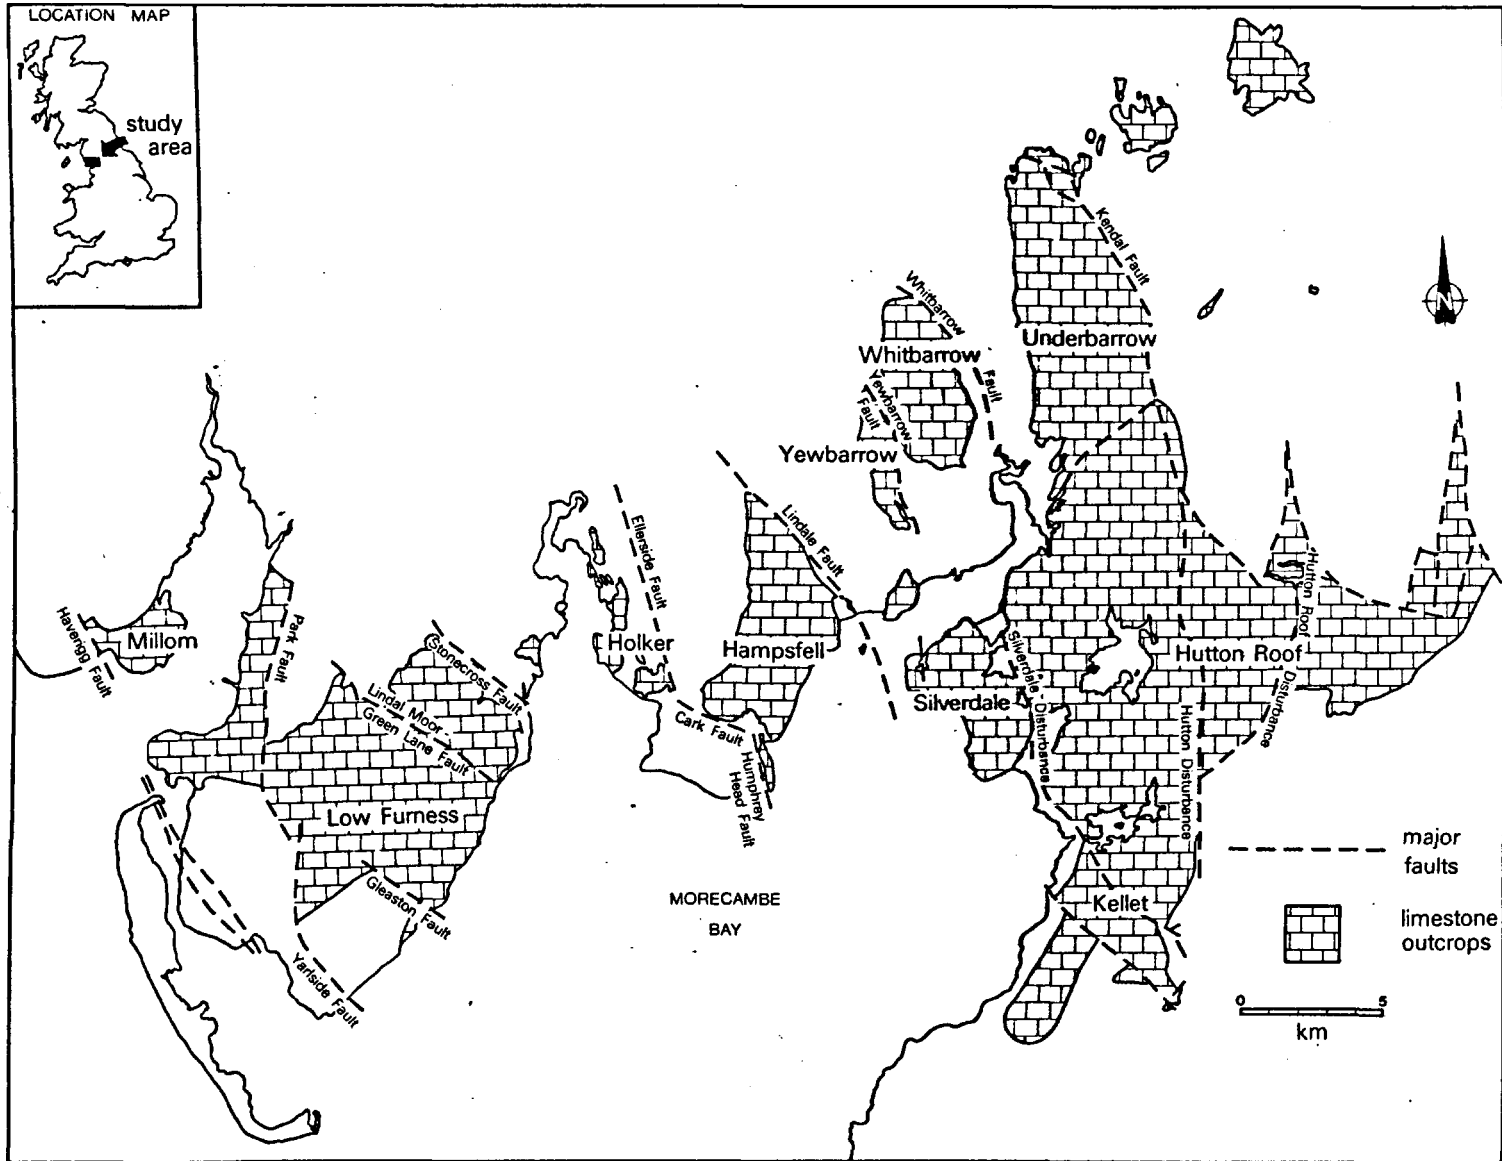 LOCATION MAP
study
area
Kendal Fault
N
Whitbarrow
Fault
Underbarrow
Whitbarrow
Yewbarrow
Fault
Yewbarrow
Lindale Fault
Ellerside Fault
Haverigg Fault
Millom
Park Fault
Stonecross Fault
Lindal Moor-
Green Lane Fault
Holker
Hampsfell
Cark Fault
Humphrey
Head Fault
Silverdale
Silverdale - Disturbance
Hutton Roof
Hutton Roof
Disturbance
Hutton Disturbance
Low Furness
Gleaston Fault
Yarlside Fault
MORECAMBE
BAY
Kellet
major
faults
limestone
outcrops
0 5
km